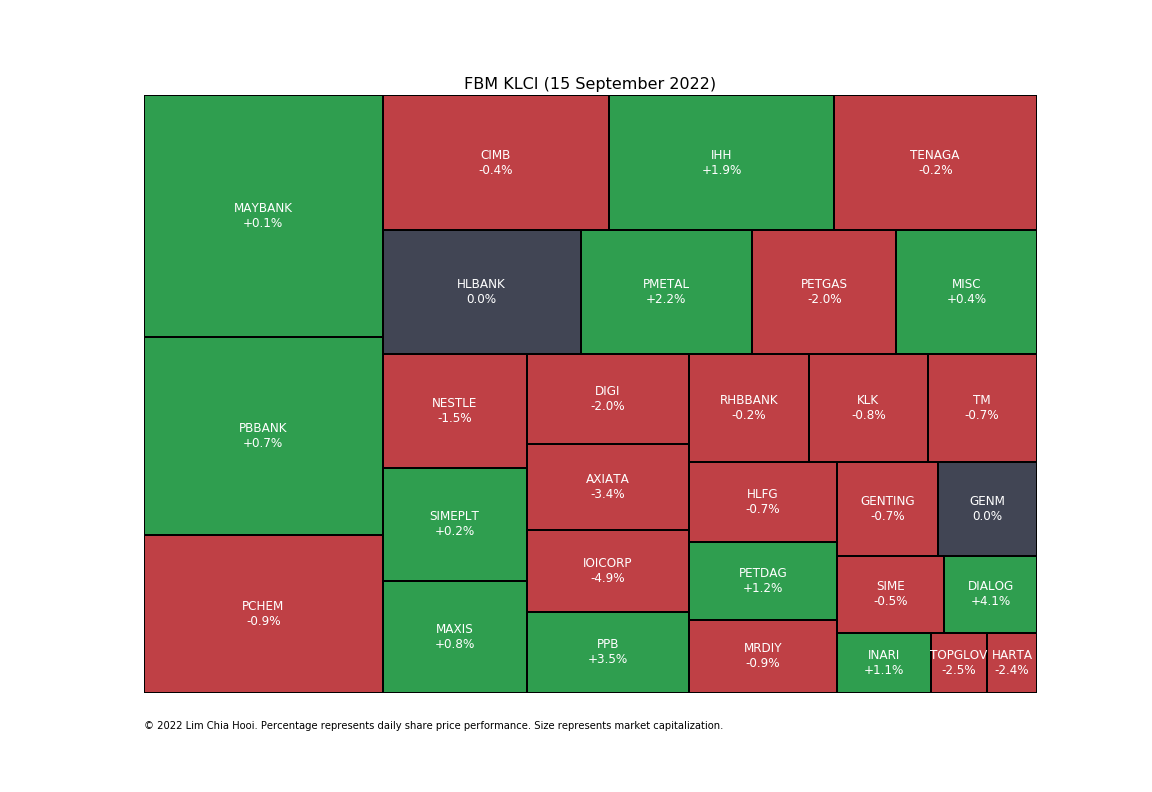 FBM KLCI (15 September 2022)
MAYBANK
+0.1%
CIMB
-0.4%
IHH
+1.9%
TENAGA
-0.2%
HLBANK
0.0%
PMETAL
+2.2%
PETGAS
-2.0%
MISC
+0.4%
PBBANK
+0.7%
PCHEM
-0.9%
NESTLE
-1.5%
SIMEPLT
+0.2%
MAXIS
+0.8%
DIGI
-2.0%
AXIATA
-3.4%
IOICORP
-4.9%
PPB
+3.5%
RHBBANK
-0.2%
KLK
-0.8%
TM
-0.7%
HLFG
-0.7%
PETDAG
+1.2%
MRDIY
-0.9%
GENTING
-0.7%
GENM
0.0%
SIME
-0.5%
DIALOG
+4.1%
INARI
+1.1%
TOPGLOV
-2.5%
HARTA
-2.4%
© 2022 Lim Chia Hooi. Percentage represents daily share price performance. Size represents market capitalization.